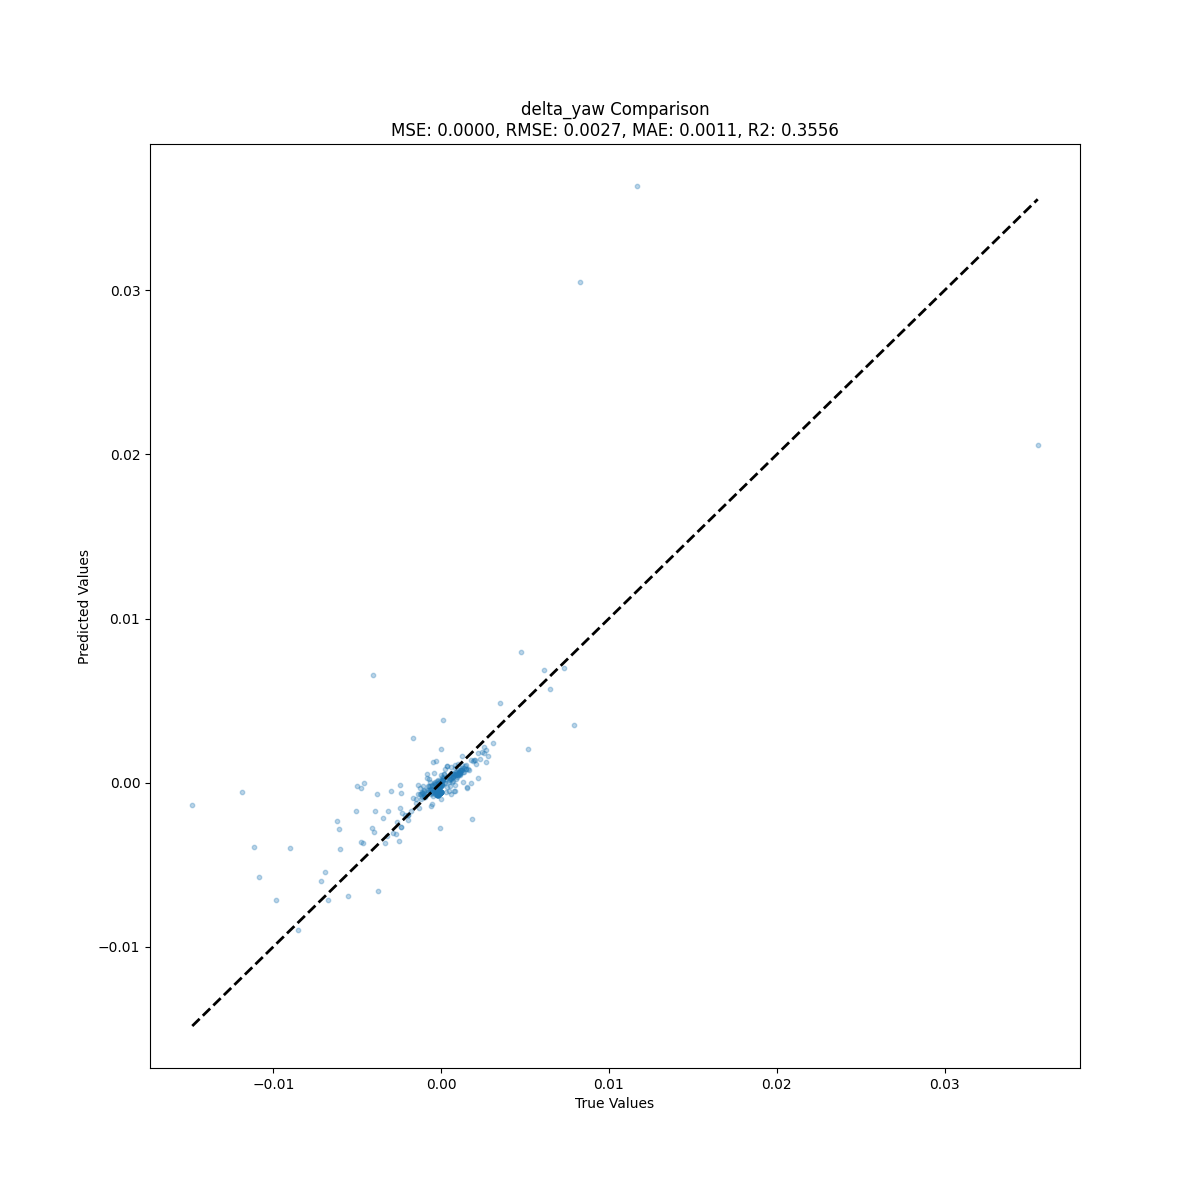 delta_yaw Comparison
MSE: 0.0000, RMSE: 0.0027, MAE: 0.0011, R2: 0.3556
0.03
0.02
0.01
0.00
−0.01
Predicted Values
−0.01 0.00 0.01 0.02 0.03
True Values